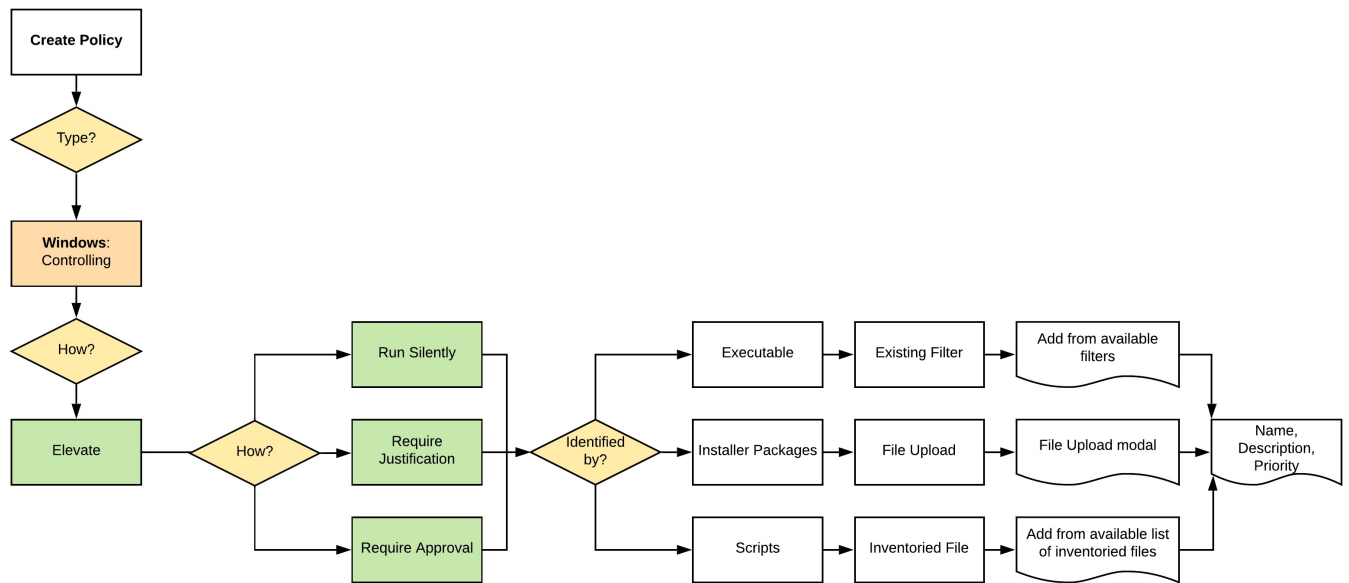 Create Policy
Type?
Windows:
Controlling
How?
Elevate
How?
Run Silently
Require
Justification
Require Approval
Identified
by?
Executable
Existing Filter
Add from available
filters
Installer Packages
File Upload
File Upload modal
Scripts
Inventoried File
Add from available list
of inventoried files
Name,
Description,
Priority